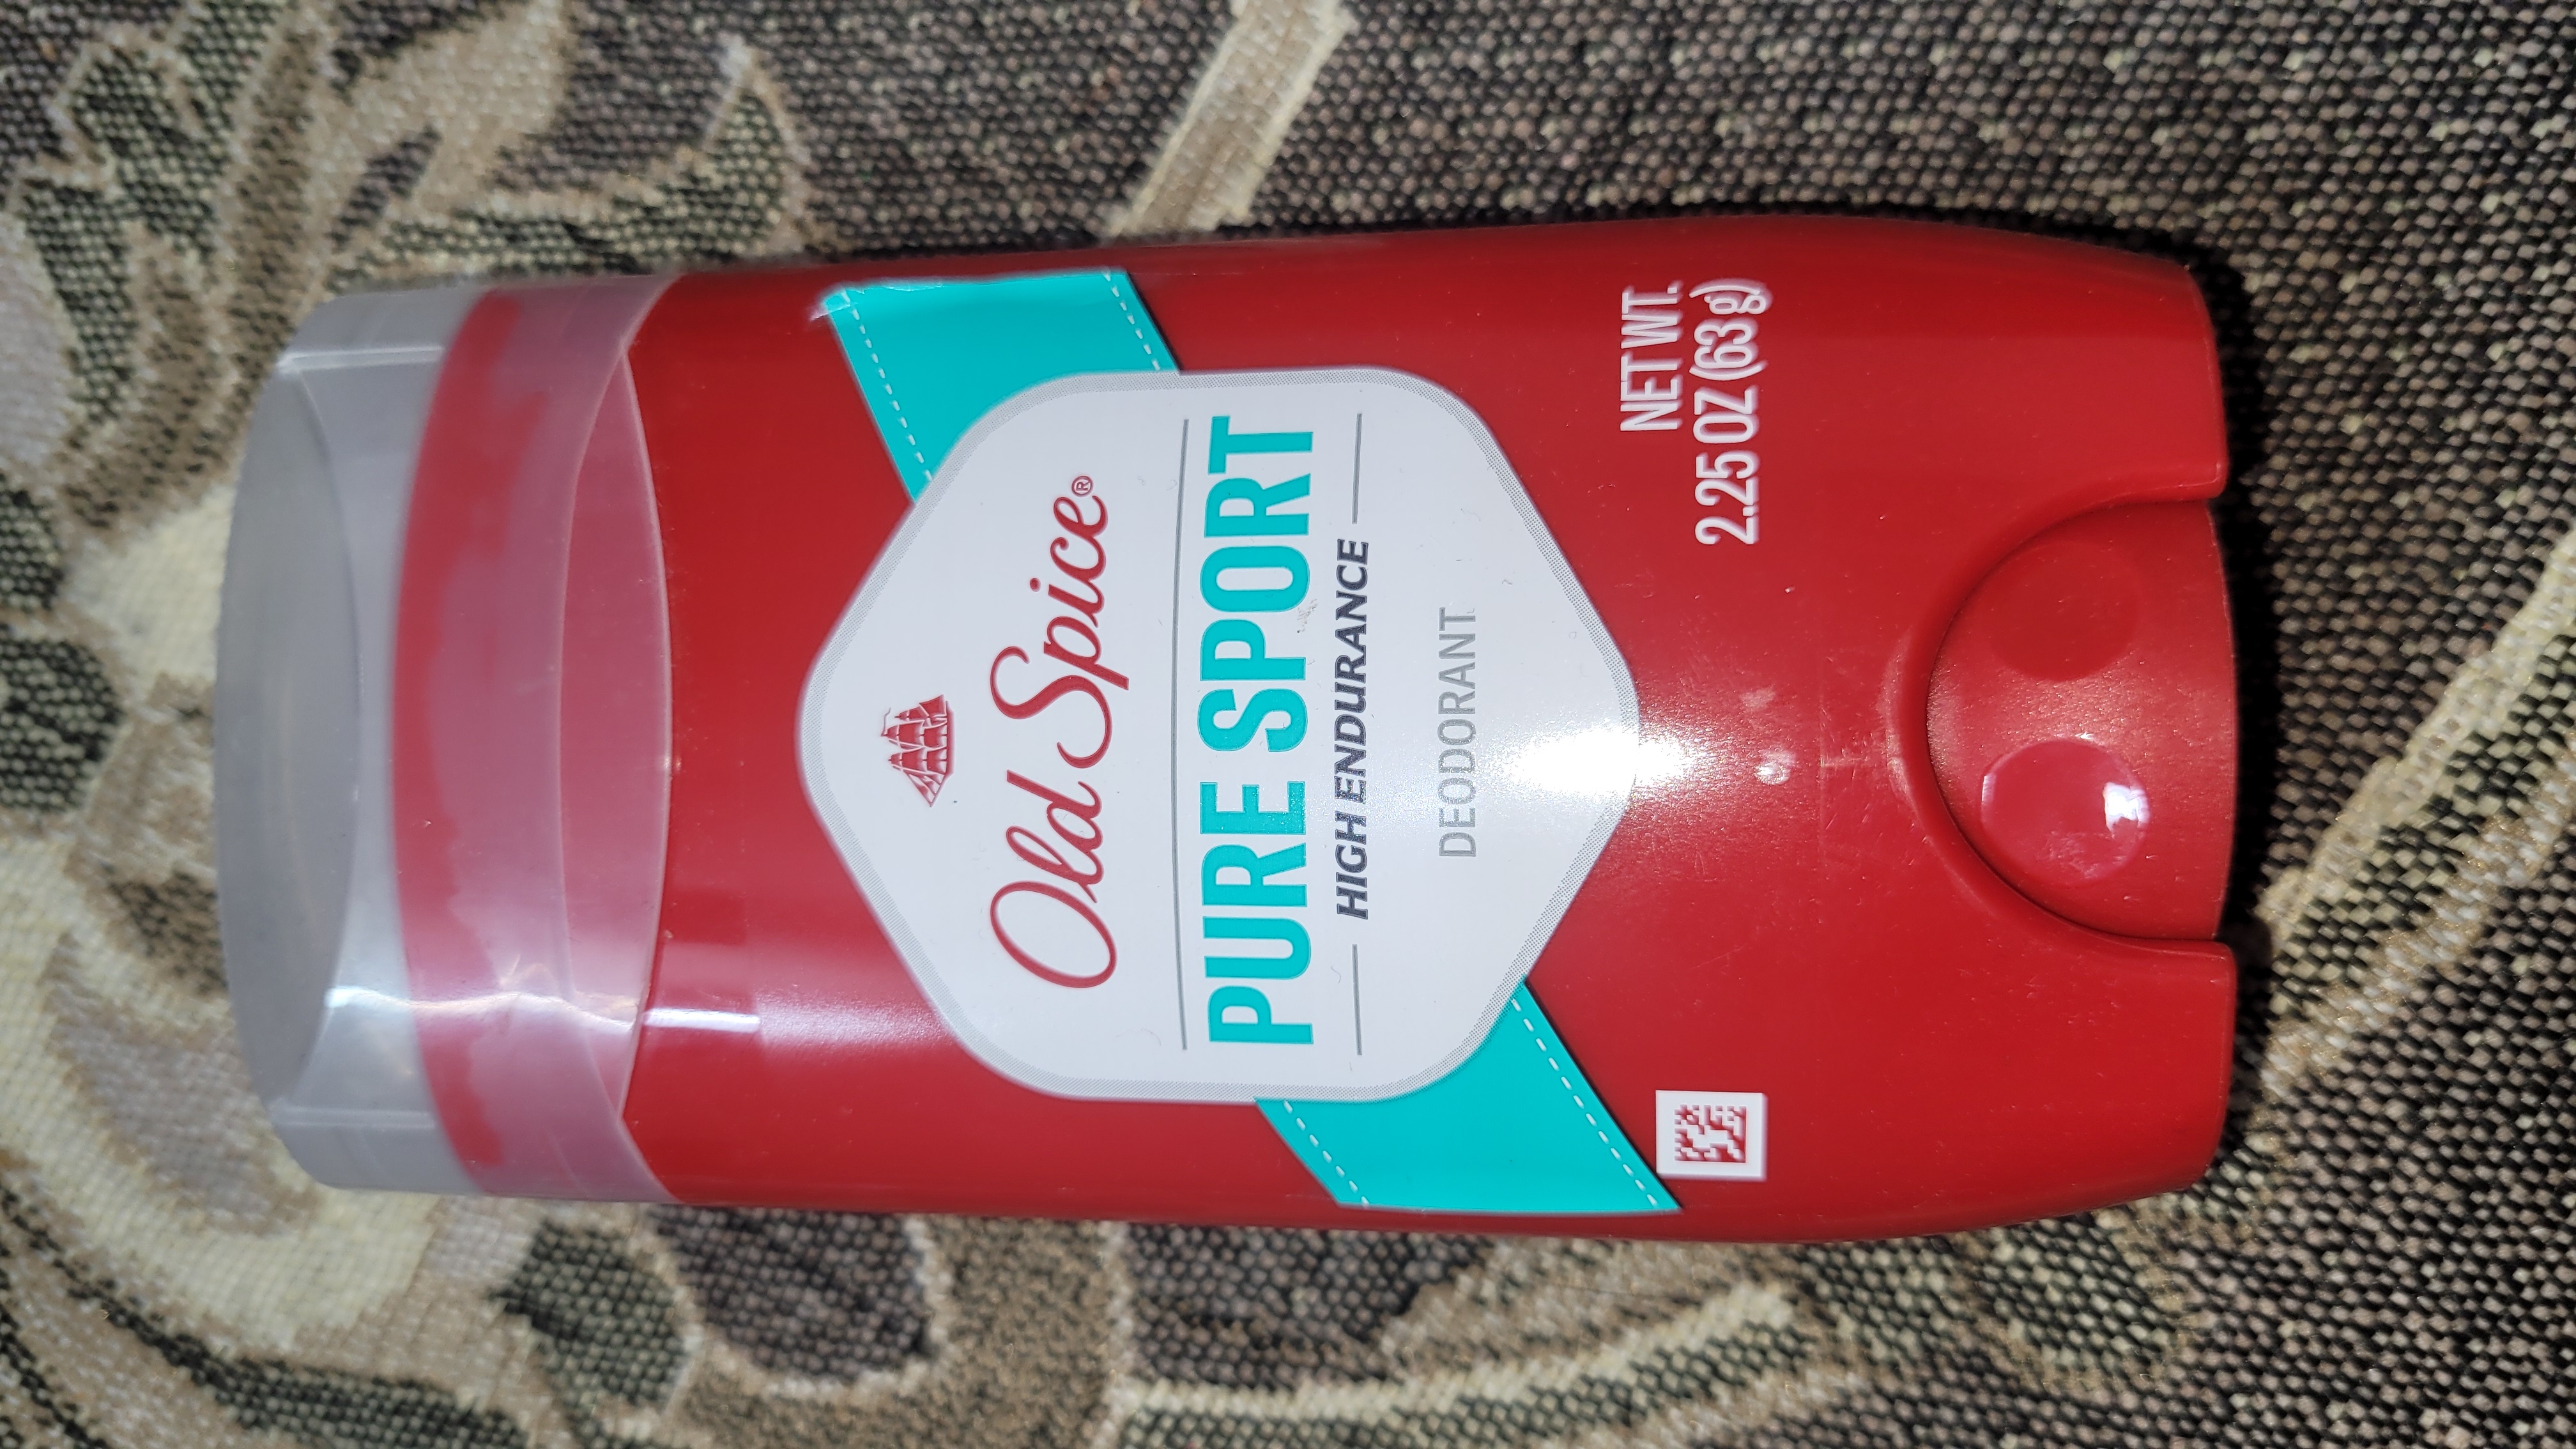 Old Spice®
PURE SPORT
HIGH ENDURANCE
DEODORANT
NET WT.
2.25 OZ (63 g)